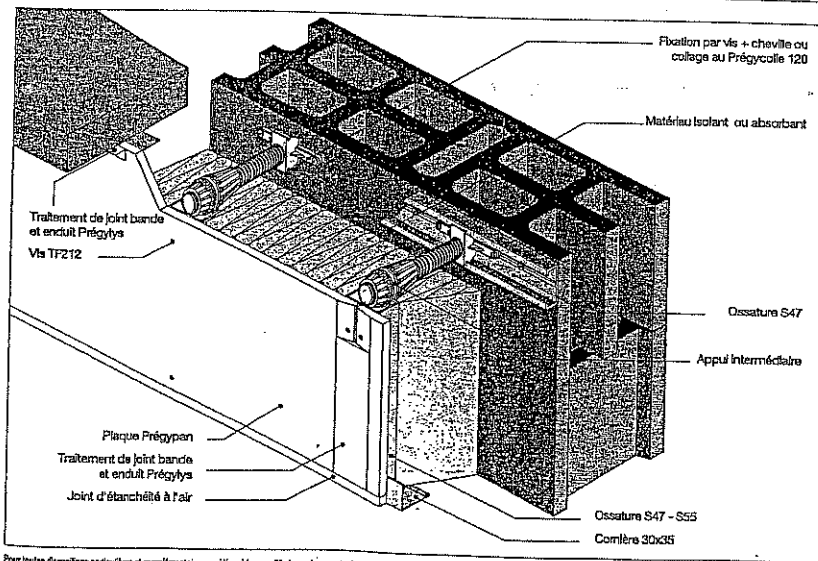 Fixation par vis + cheville ou
collage au Prégycolle 120
Matériau isolant ou absorbant
Traitement de joint bande
et enduit Prégylys
Vis TF212
Ossature S47
Appui intermédiaire
Plaque Prégypan
Traitement de joint bande
et enduit Prégylys
Joint d'étanchéité à l'air
Ossature S47 - S55
Cornière 30x35